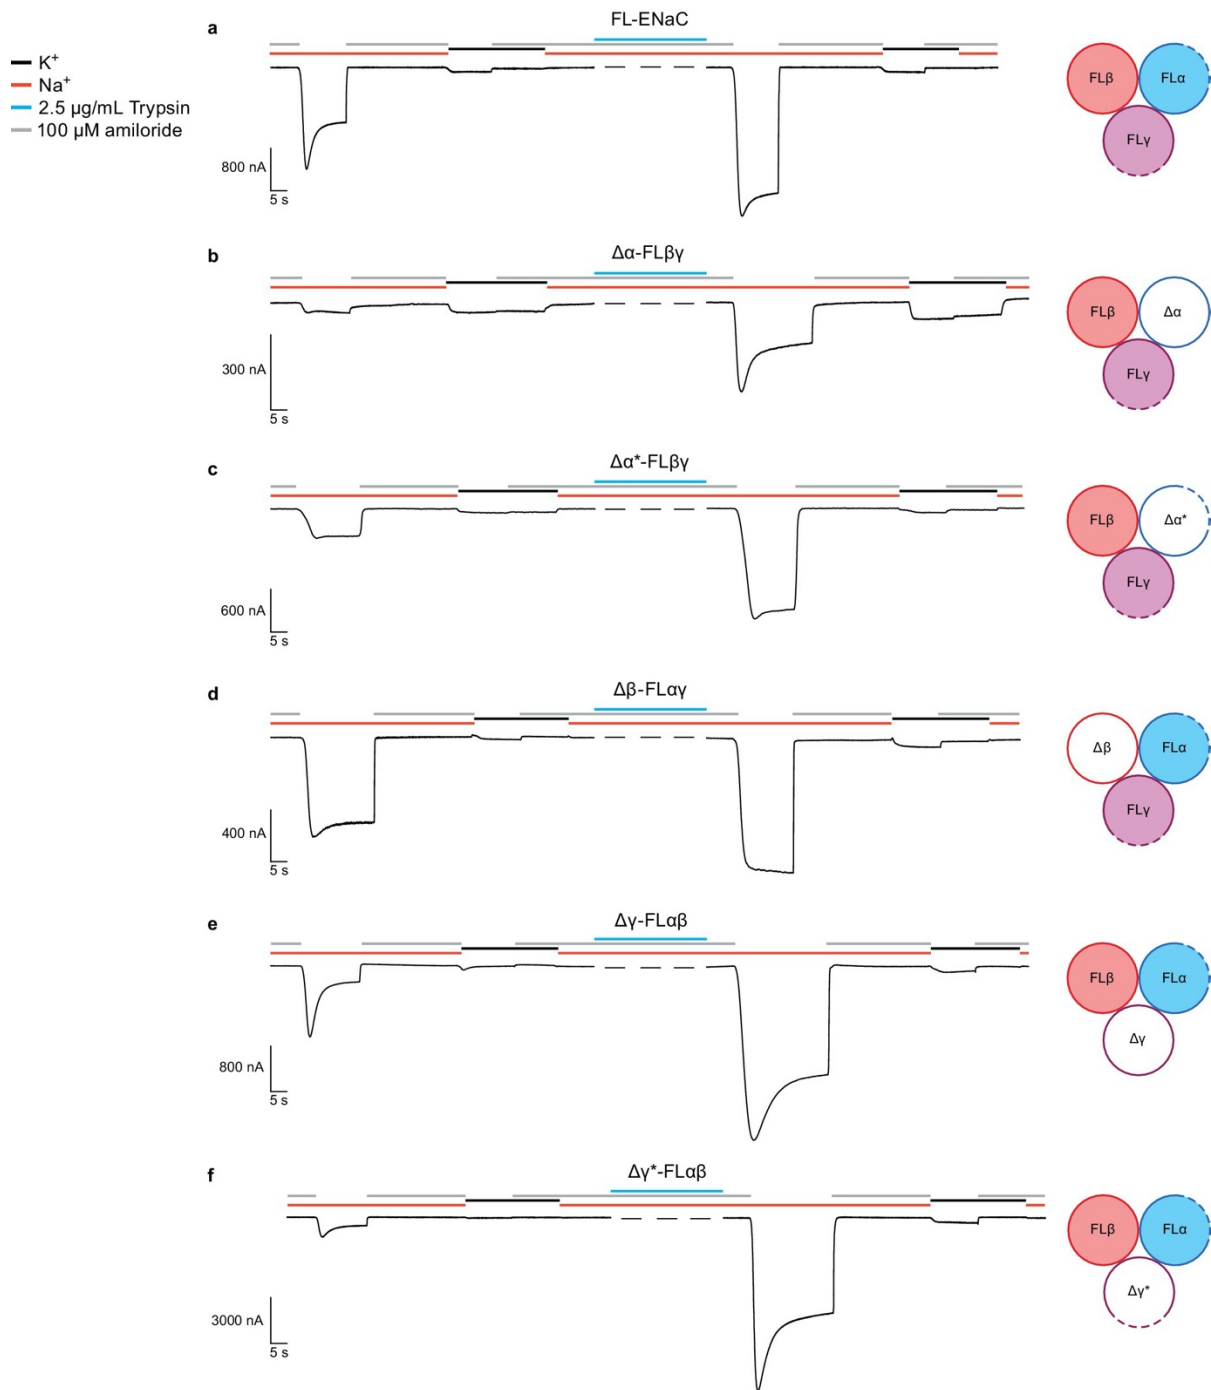 K⁺
Na⁺
2.5 µg/mL Trypsin
100 µM amiloride
a
FL-ENaC
800 nA
5 s
FLβ
FLα
FLγ
b
Δα-FLβγ
300 nA
5 s
FLβ
Δα
FLγ
c
Δα*-FLβγ
600 nA
5 s
FLβ
Δα*
FLγ
d
Δβ-FLαγ
400 nA
5 s
Δβ
FLα
FLγ
e
Δγ-FLαβ
800 nA
5 s
FLβ
FLα
Δγ
f
Δγ*-FLαβ
3000 nA
5 s
FLβ
FLα
Δγ*